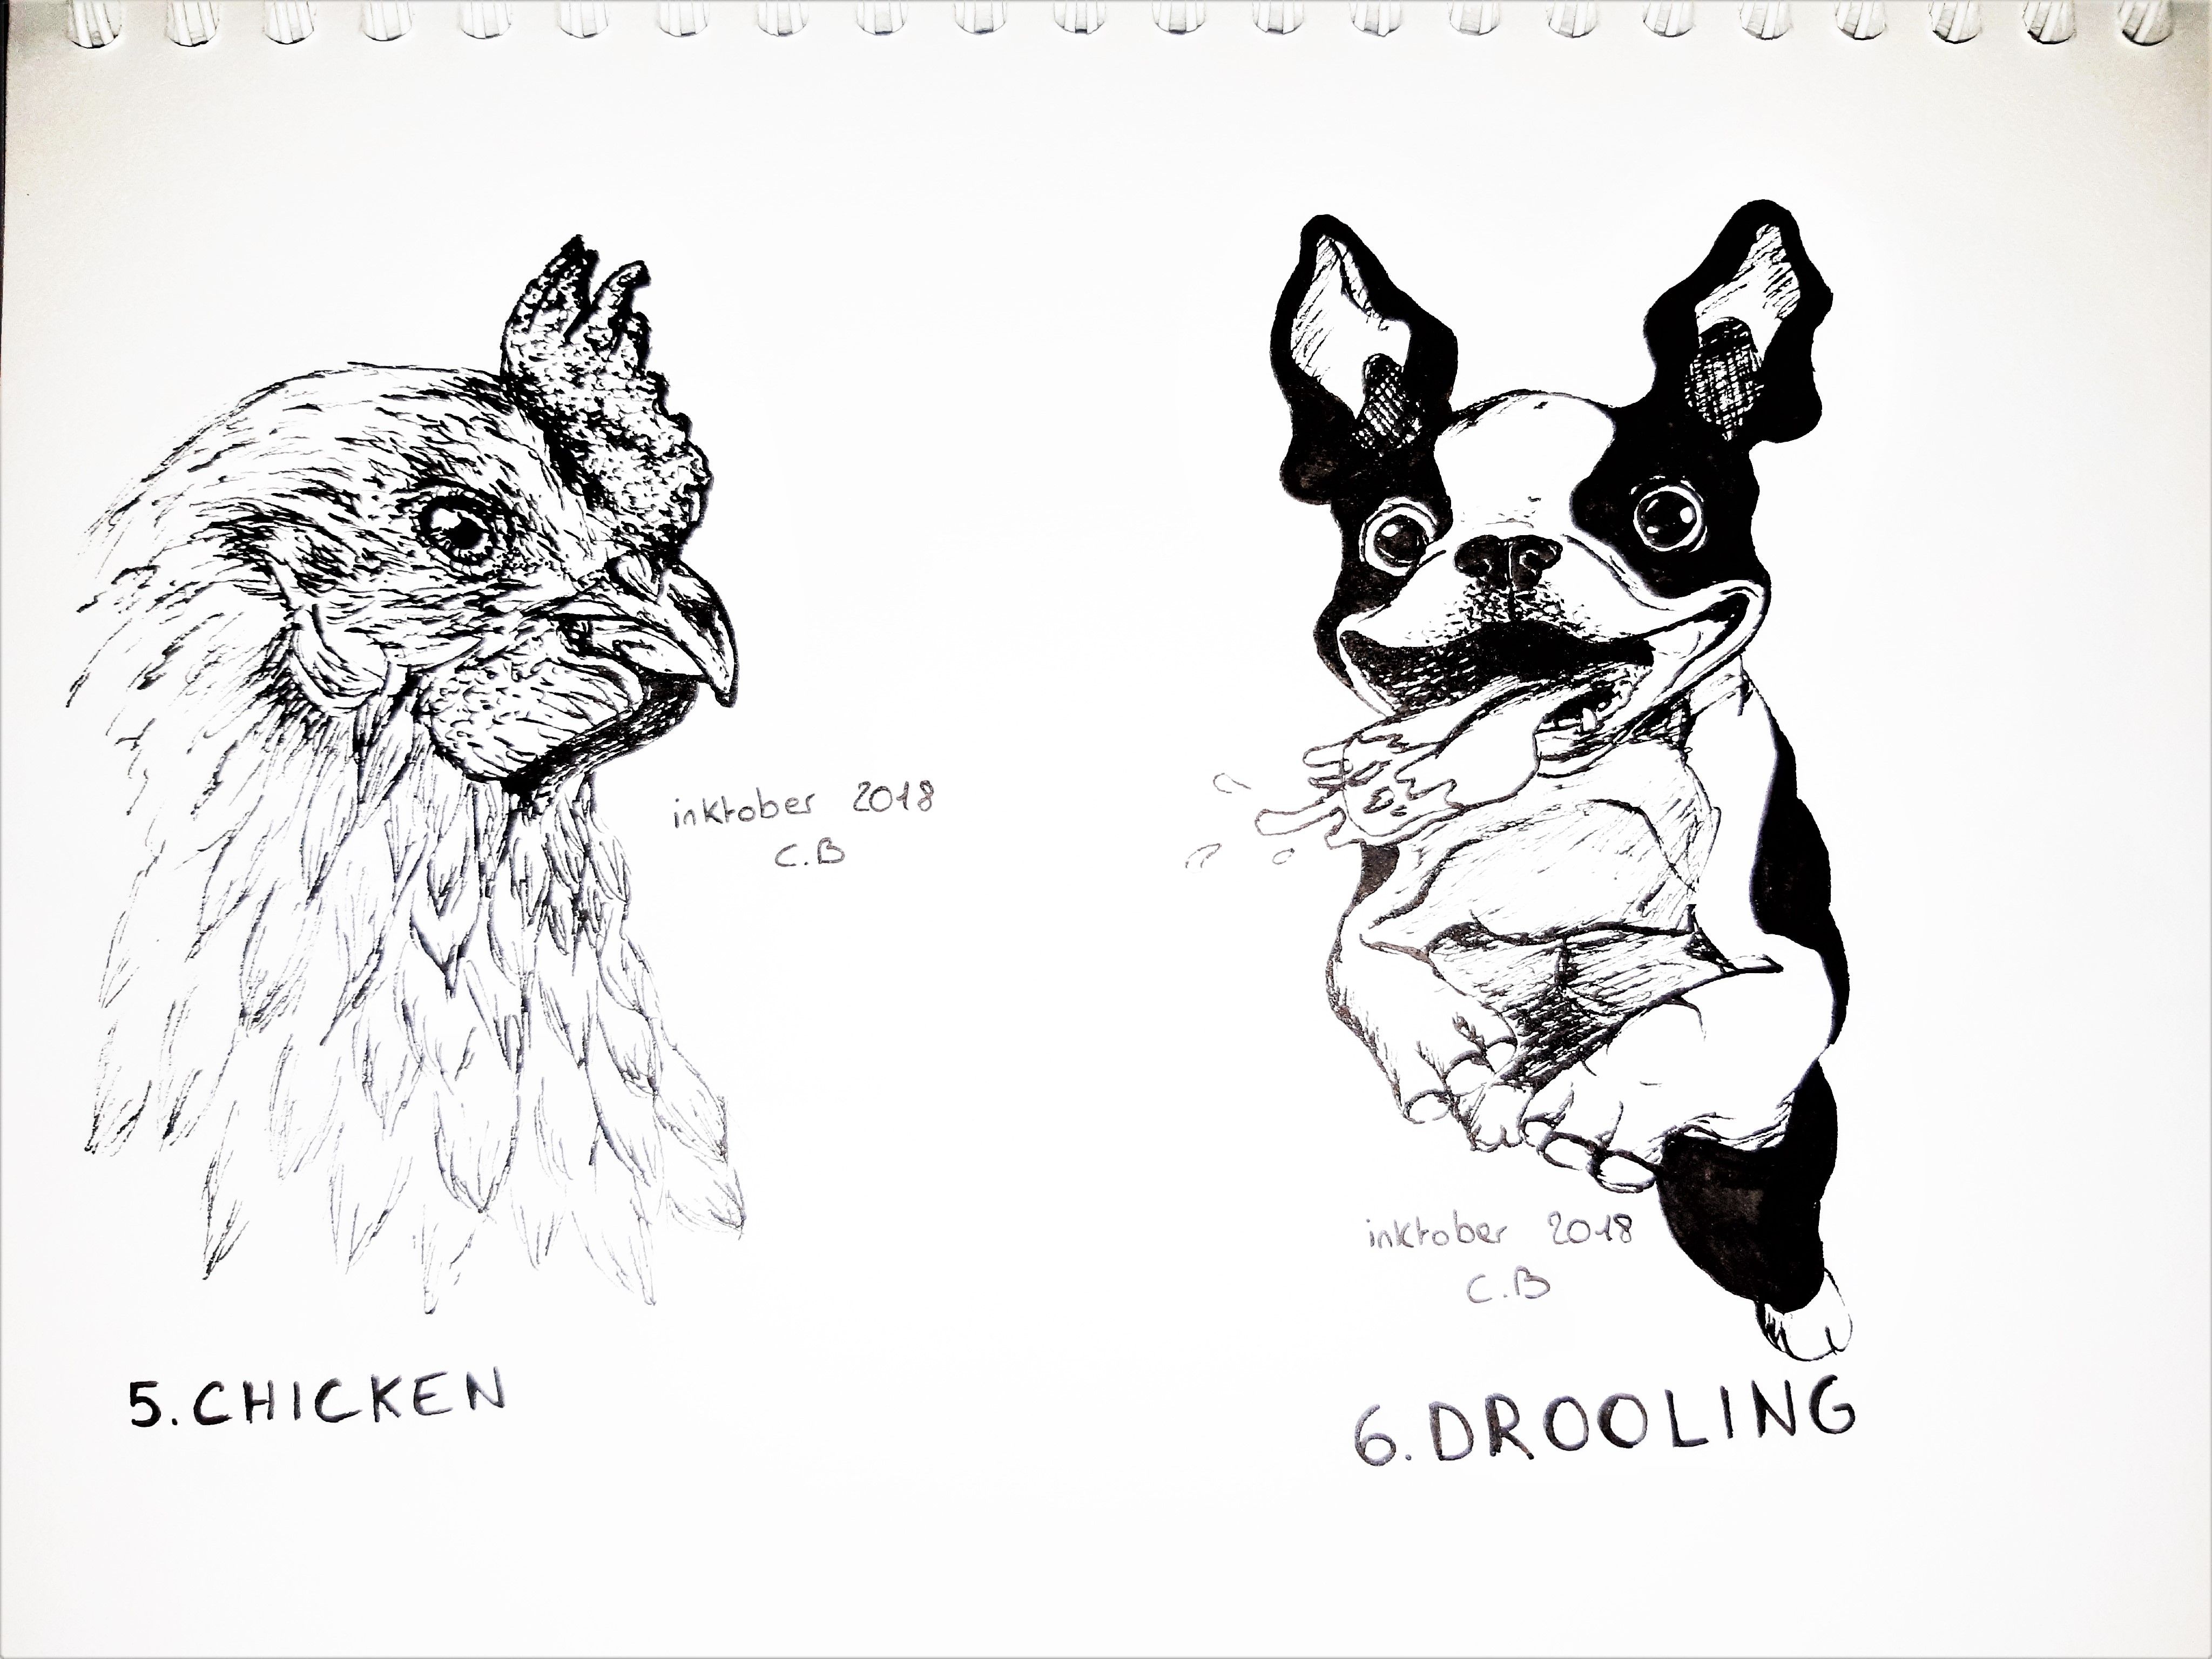 inktober 2018
C.B
5. CHICKEN
inktober 2018
C.B
6. DROOLING